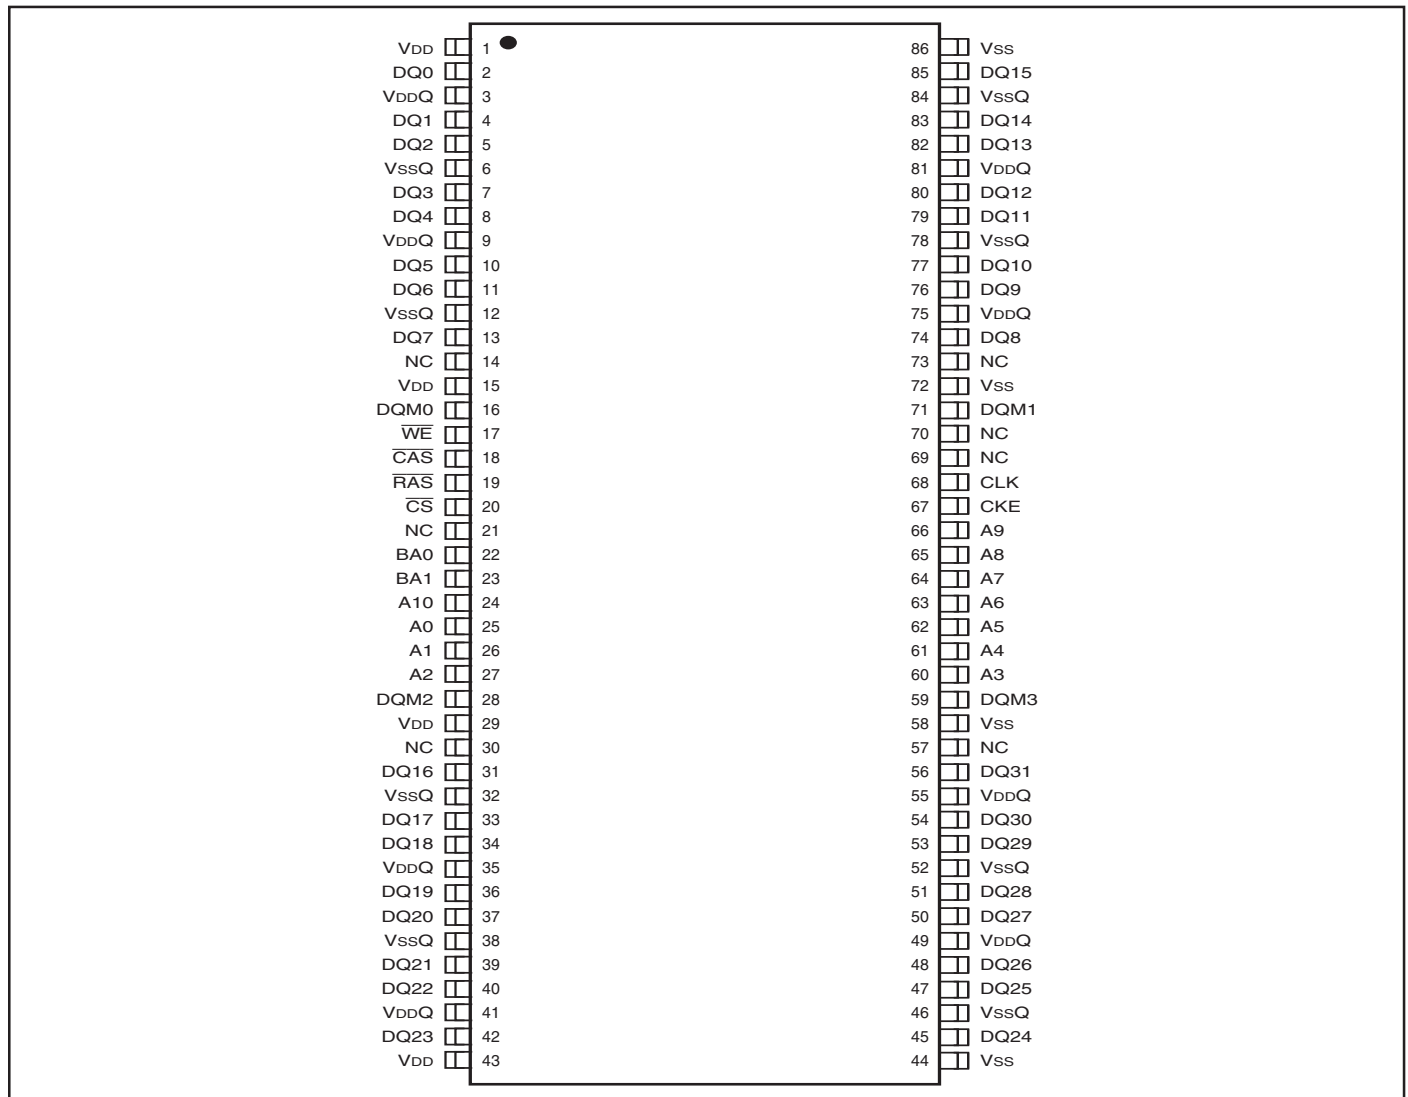 VDD 1 86 VSS
DQ0 2 85 DQ15
VDDQ 3 84 VSSQ
DQ1 4 83 DQ14
DQ2 5 82 DQ13
VSSQ 6 81 VDDQ
DQ3 7 80 DQ12
DQ4 8 79 DQ11
VDDQ 9 78 VSSQ
DQ5 10 77 DQ10
DQ6 11 76 DQ9
VSSQ 12 75 VDDQ
DQ7 13 74 DQ8
NC 14 73 NC
VDD 15 72 VSS
DQM0 16 71 DQM1
W̅E̅ 17 70 NC
C̅A̅S̅ 18 69 NC
R̅A̅S̅ 19 68 CLK
C̅S̅ 20 67 CKE
NC 21 66 A9
BA0 22 65 A8
BA1 23 64 A7
A10 24 63 A6
A0 25 62 A5
A1 26 61 A4
A2 27 60 A3
DQM2 28 59 DQM3
VDD 29 58 VSS
NC 30 57 NC
DQ16 31 56 DQ31
VSSQ 32 55 VDDQ
DQ17 33 54 DQ30
DQ18 34 53 DQ29
VDDQ 35 52 VSSQ
DQ19 36 51 DQ28
DQ20 37 50 DQ27
VSSQ 38 49 VDDQ
DQ21 39 48 DQ26
DQ22 40 47 DQ25
VDDQ 41 46 VSSQ
DQ23 42 45 DQ24
VDD 43 44 VSS